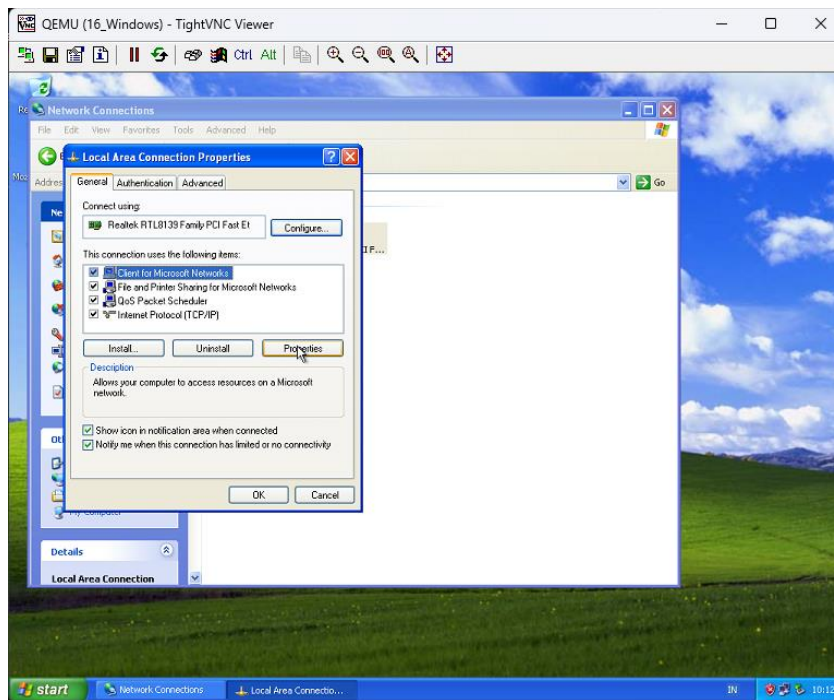 QEMU (16_Windows) - TightVNC Viewer
Ctrl Alt
Network Connections
File Edit View Favorites Tools Advanced Help
Local Area Connection Properties
Address
Go
General Authentication Advanced
Connect using:
Realtek RTL8139 Family PCI Fast Et
Configure...
This connection uses the following items:
Client for Microsoft Networks
File and Printer Sharing for Microsoft Networks
QoS Packet Scheduler
Internet Protocol (TCP/IP)
Install... Uninstall Properties
Description
Allows your computer to access resources on a Microsoft
network.
Show icon in notification area when connected
Notify me when this connection has limited or no connectivity
OK Cancel
My Computer
Details
Local Area Connection
start Network Connections Local Area Connectio... IN 10:12